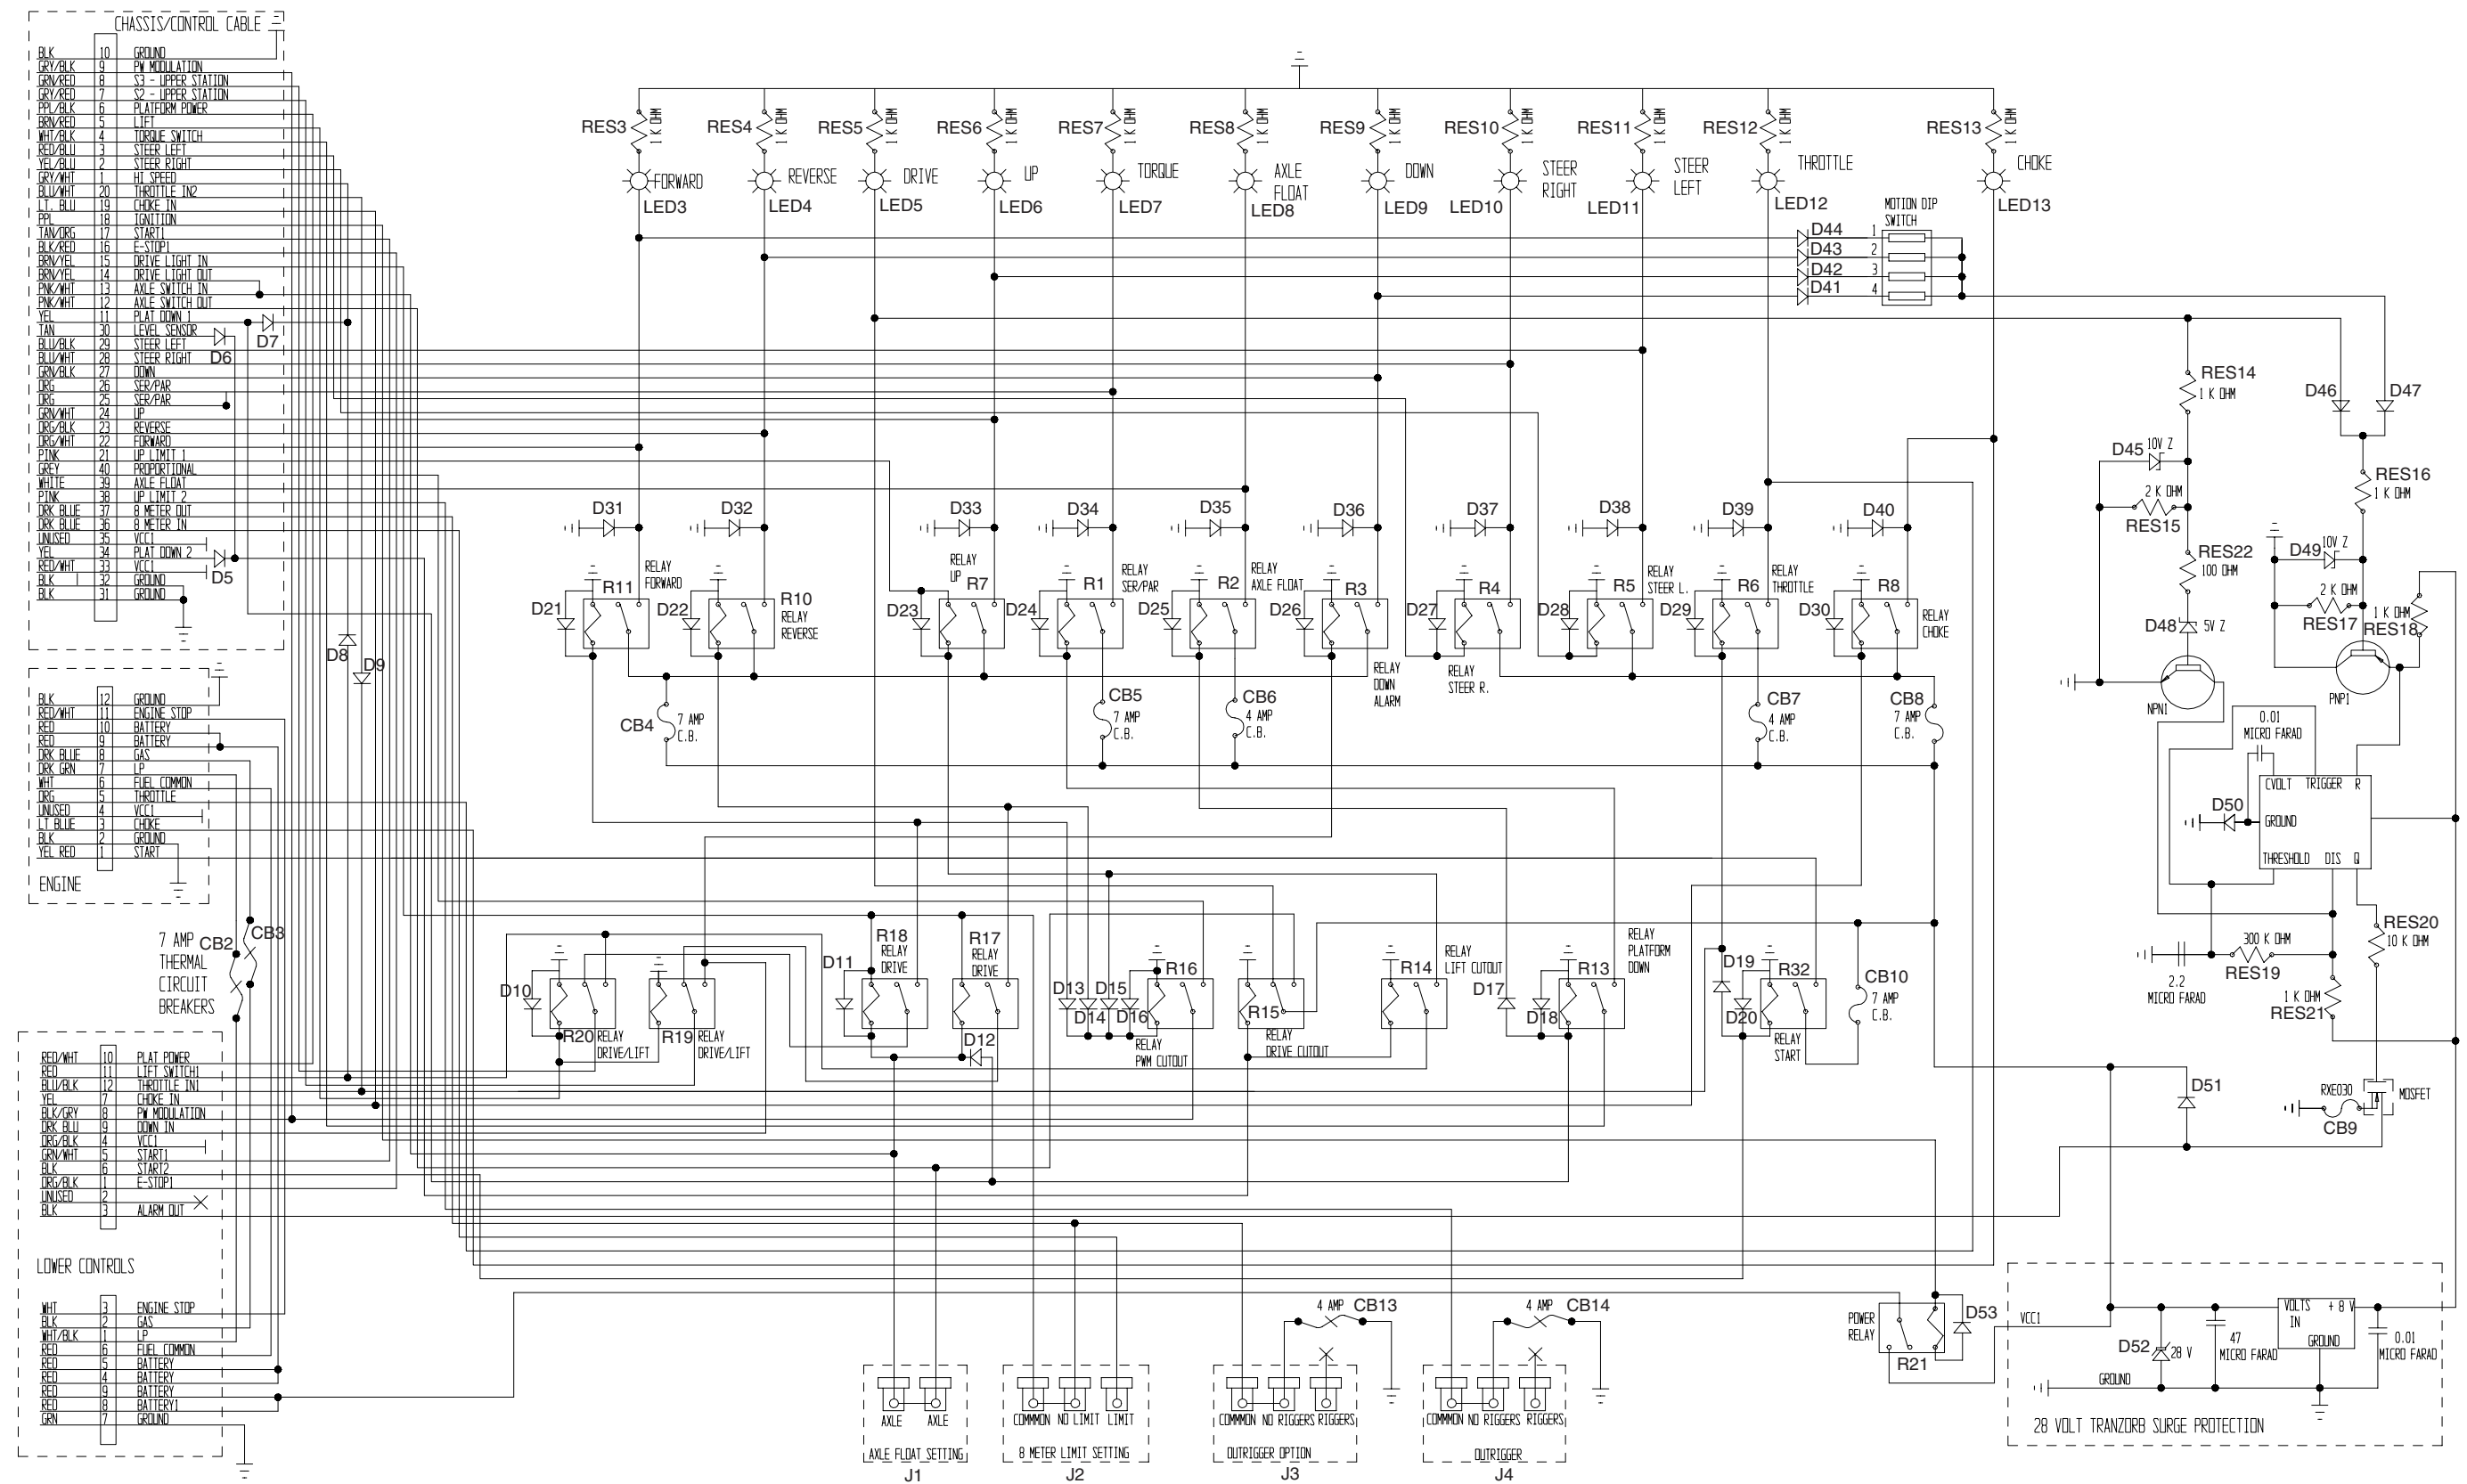 CHASSIS/CONTROL CABLE
BLK 10 GROUND
GRY/BLK 9 PW MODULATION
GRN/RED 8 S3 - UPPER STATION
GRY/RED 7 S2 - UPPER STATION
PPL/BLK 6 PLATFORM POWER
BRN/RED 5 LIFT
WHT/BLK 4 TORQUE SWITCH
RED/BLU 3 STEER LEFT
YEL/BLU 2 STEER RIGHT
GRY/WHT 1 HI SPEED
BLU/WHT 20 THROTTLE IN2
LT. BLU 19 CHOKE IN
PPL 18 IGNITION
TAN/ORG 17 START1
BLK/RED 16 E-STOP1
BRN/YEL 15 DRIVE LIGHT IN
BRN/YEL 14 DRIVE LIGHT OUT
PNK/WHT 13 AXLE SWITCH IN
PNK/WHT 12 AXLE SWITCH OUT
YEL 11 PLAT DOWN 1
TAN 30 LEVEL SENSOR
BLU/BLK 29 STEER LEFT
BLU/WHT 28 STEER RIGHT
GRN/BLK 27 DOWN
ORG 26 SER/PAR
ORG 25 SER/PAR
GRN/WHT 24 UP
ORG/BLK 23 REVERSE
ORG/WHT 22 FORWARD
PINK 21 UP LIMIT 1
GREY 40 PROPORTIONAL
WHITE 39 AXLE FLOAT
PINK 38 UP LIMIT 2
DRK BLUE 37 8 METER OUT
DRK BLUE 36 8 METER IN
UNUSED 35 VCC1
YEL 34 PLAT DOWN 2
RED/WHT 33 VCC1
BLK 32 GROUND
BLK 31 GROUND
D7
D6
D5
D8
D9
BLK 12 GROUND
RED/WHT 11 ENGINE STOP
RED 10 BATTERY
RED 9 BATTERY
DRK BLUE 8 GAS
DRK GRN 7 LP
WHT 6 FUEL COMMON
ORG 5 THROTTLE
UNUSED 4 VCC1
LT BLUE 3 CHOKE
BLK 2 GROUND
YEL RED 1 START
ENGINE
7 AMP
THERMAL
CIRCUIT
BREAKERS
CB2
CB3
RED/WHT 10 PLAT POWER
RED 11 LIFT SWITCH1
BLU/BLK 12 THROTTLE IN1
YEL 7 CHOKE IN
BLK/GRY 8 PW MODULATION
DRK BLU 9 DOWN IN
ORG/BLK 4 VCC1
GRN/WHT 5 START1
BLK 6 START2
ORG/BLK 1 E-STOP1
UNUSED 2
BLK 3 ALARM OUT
LOWER CONTROLS
WHT 3 ENGINE STOP
BLK 2 GAS
WHT/BLK 1 LP
RED 6 FUEL COMMON
RED 5 BATTERY
RED 4 BATTERY
RED 9 BATTERY
RED 8 BATTERY1
GRN 7 GROUND
RES3 1 K OHM
RES4 1 K OHM
RES5 1 K OHM
RES6 1 K OHM
RES7 1 K OHM
RES8 1 K OHM
RES9 1 K OHM
RES10 1 K OHM
RES11 1 K OHM
RES12 1 K OHM
RES13 1 K OHM
FORWARD LED3
REVERSE LED4
DRIVE LED5
UP LED6
TORQUE LED7
AXLE
FLOAT
LED8
DOWN LED9
STEER
RIGHT
LED10
STEER
LEFT
LED11
THROTTLE LED12
CHOKE LED13
MOTION DIP
SWITCH
D44 1
D43 2
D42 3
D41 4
D31
D32
D33
D34
D35
D36
D37
D38
D39
D40
D21 R11 RELAY
FORWARD
D22 R10
RELAY
REVERSE
D23 R7 RELAY
UP
D24 R1 RELAY
SER/PAR
D25 R2 RELAY
AXLE FLOAT
D26 R3
RELAY
DOWN
ALARM
D27 R4
RELAY
STEER R.
D28 R5 RELAY
STEER L.
D29 R6 RELAY
THROTTLE
D30 R8 RELAY
CHOKE
CB4 7 AMP
C.B.
CB5
7 AMP
C.B.
CB6
4 AMP
C.B.
CB7
4 AMP
C.B.
CB8
7 AMP
C.B.
D10
R20 RELAY
DRIVE/LIFT
R19 RELAY
DRIVE/LIFT
D11 R18
RELAY
DRIVE
R17
RELAY
DRIVE
D12
D13
D14
D15
D16
R16
RELAY
PWM CUTOUT
R15
RELAY
DRIVE CUTOUT
R14
RELAY
LIFT CUTOUT
D17
D18
R13
RELAY
PLATFORM
DOWN
D19
D20
R32
RELAY
START
CB10
7 AMP
C.B.
RES14
1 K OHM
D45 10V Z
2 K OHM
RES15
RES22
100 OHM
D48 5V Z
NPN1
D46
D47
RES16
1 K OHM
D49 10V Z
2 K OHM
RES17
1 K OHM
RES18
PNP1
0.01
MICRO FARAD
CVOLT TRIGGER R
GROUND
THRESHOLD DIS Q
D50
300 K OHM
RES19
2.2
MICRO FARAD
RES20
10 K OHM
1 K OHM
RES21
D51
RXE030
CB9
MOSFET
AXLE AXLE
AXLE FLOAT SETTING
J1
COMMMON NO LIMIT LIMIT
8 METER LIMIT SETTING
J2
4 AMP CB13
COMMMON NO RIGGERS RIGGERS
OUTRIGGER OPTION
J3
4 AMP CB14
COMMMON NO RIGGERS RIGGERS
OUTRIGGER
J4
POWER
RELAY
R21
D53
VCC1
D52 28 V
47
MICRO FARAD
VOLTS + 8 V
IN
GROUND
0.01
MICRO FARAD
GROUND
28 VOLT TRANZORB SURGE PROTECTION